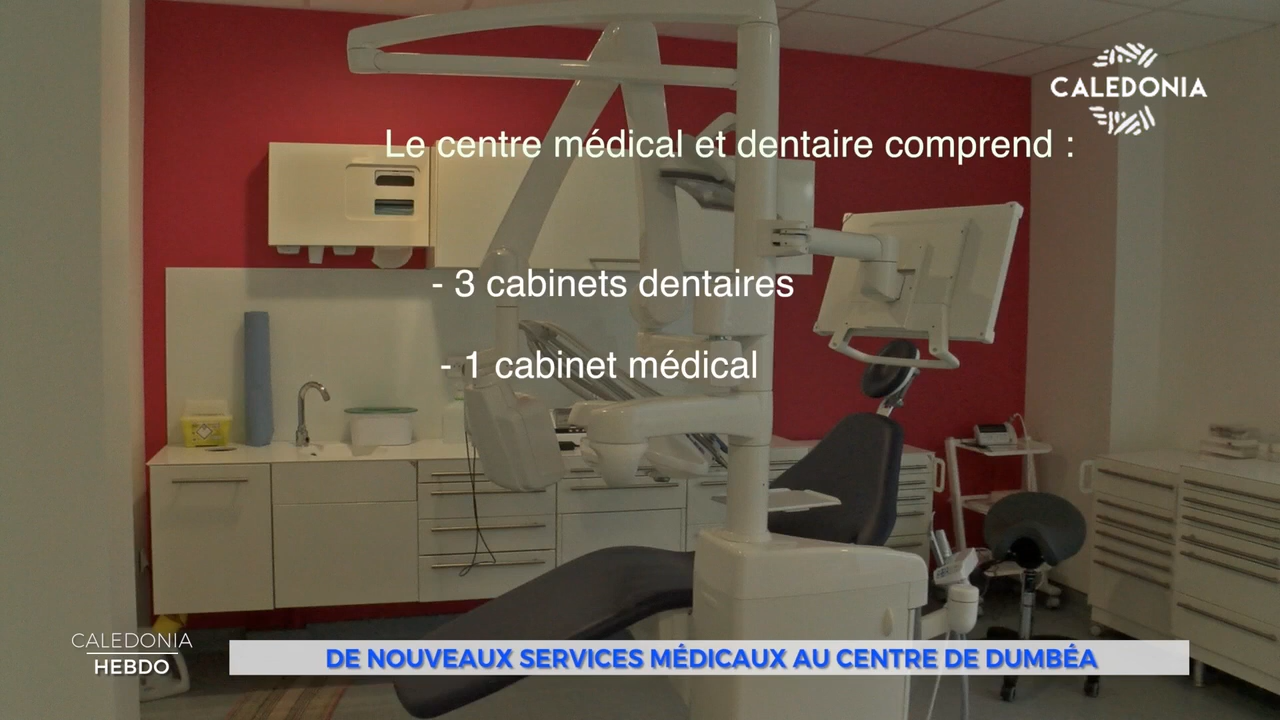 CALEDONIA
Le centre médical et dentaire comprend :
- 3 cabinets dentaires
- 1 cabinet médical
CALEDONIA
HEBDO
DE NOUVEAUX SERVICES MÉDICAUX AU CENTRE DE DUMBÉA